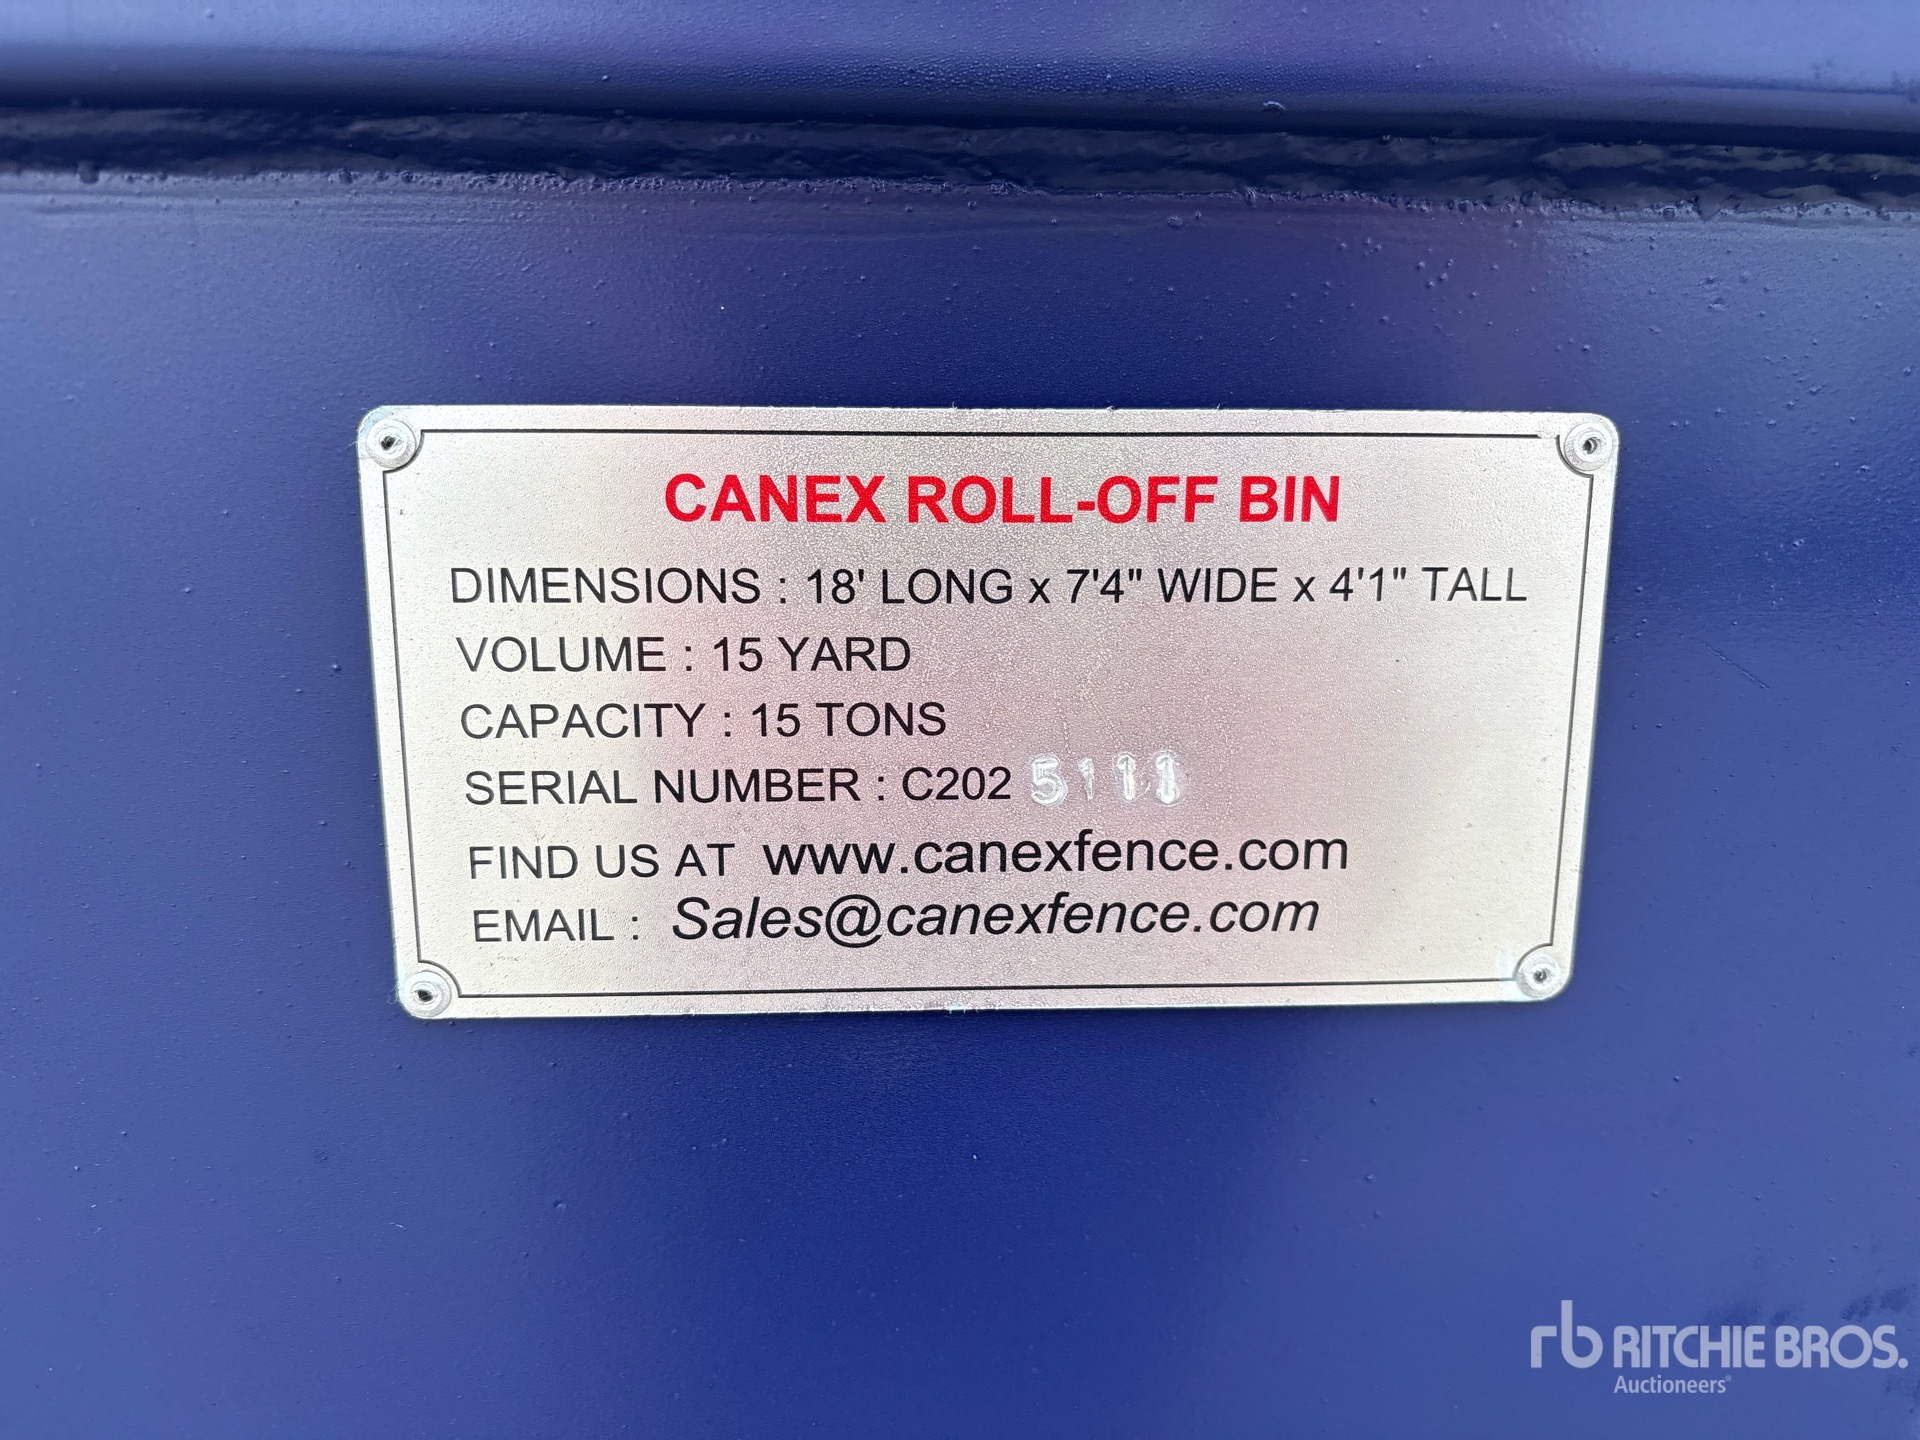 CANEX ROLL-OFF BIN
DIMENSIONS : 18' LONG x 7'4" WIDE x 4'1" TALL
VOLUME : 15 YARD
CAPACITY : 15 TONS
SERIAL NUMBER : C202 5111
FIND US AT www.canexfence.com
EMAIL : Sales@canexfence.com
rb RITCHIE BROS.
Auctioneers®